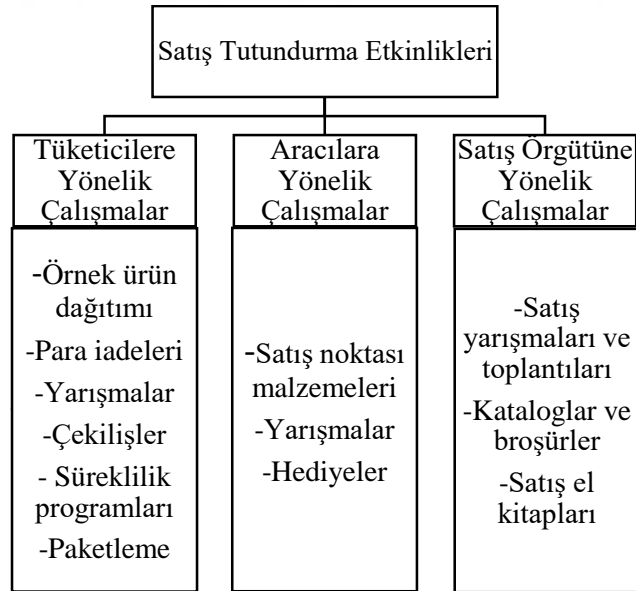 Satış Tutundurma Etkinlikleri
Tüketicilere
Yönelik
Çalışmalar
-Örnek ürün
dağıtımı
-Para iadeleri
-Yarışmalar
-Çekilişler
- Süreklilik
programları
-Paketleme
Aracılara
Yönelik
Çalışmalar
-Satış noktası
malzemeleri
-Yarışmalar
-Hediyeler
Satış Örgütüne
Yönelik
Çalışmalar
-Satış
yarışmaları ve
toplantıları
-Kataloglar ve
broşürler
-Satış el
kitapları